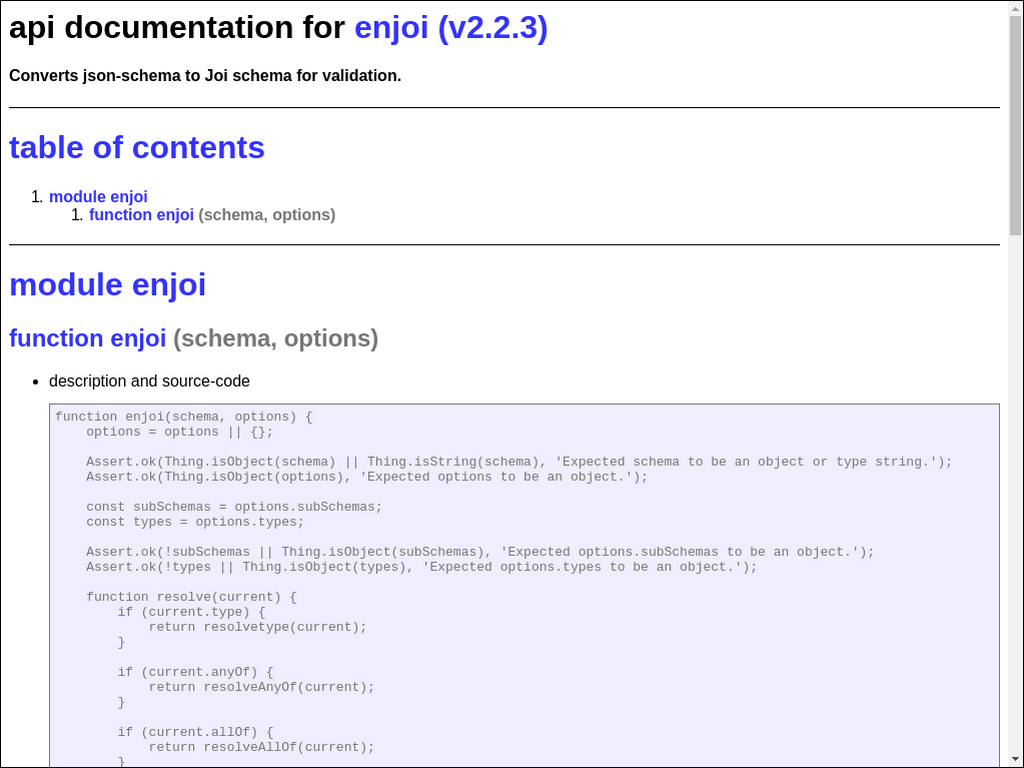 api documentation for enjoi (v2.2.3)
Converts json-schema to Joi schema for validation.
table of contents
1. module enjoi
1. function enjoi (schema, options)
module enjoi
function enjoi (schema, options)
• description and source-code
function enjoi(schema, options) {
    options = options || {};
    Assert.ok(Thing.isObject(schema) || Thing.isString(schema), 'Expected schema to be an object or type string.');
    Assert.ok(Thing.isObject(options), 'Expected options to be an object.');
    const subSchemas = options.subSchemas;
    const types = options.types;
    Assert.ok(!subSchemas || Thing.isObject(subSchemas), 'Expected options.subSchemas to be an object.');
    Assert.ok(!types || Thing.isObject(types), 'Expected options.types to be an object.');
    function resolve(current) {
        if (current.type) {
            return resolvetype(current);
        }
        if (current.anyOf) {
            return resolveAnyOf(current);
        }
        if (current.allOf) {
            return resolveAllOf(current);
        }